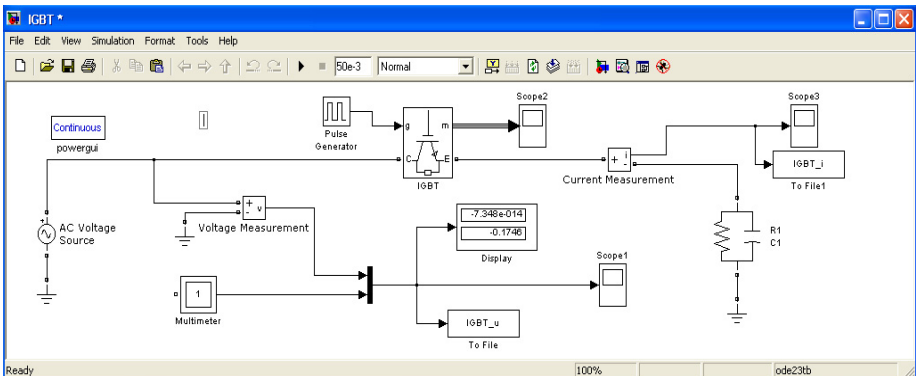 IGBT *
File Edit View Simulation Format Tools Help
50e-3 Normal
Continuous
powergui
Pulse
Generator
g m
C E
IGBT
Scope2
+ i
-
Current Measurement
Scope3
IGBT_i
To File1
+
AC Voltage
Source
+ v
-
Voltage Measurement
-7.348e-014
-0.1746
Display
Scope1
R1
C1
1
Multimeter
IGBT_u
To File
Ready 100% ode23tb